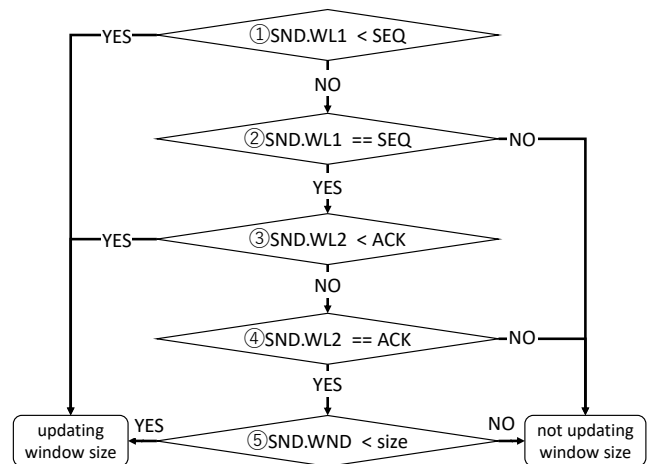 YES
①SND.WL1 < SEQ
NO
②SND.WL1 == SEQ
NO
YES
YES
③SND.WL2 < ACK
NO
④SND.WL2 == ACK
NO
YES
updating
window size
YES
⑤SND.WND < size
NO
not updating
window size